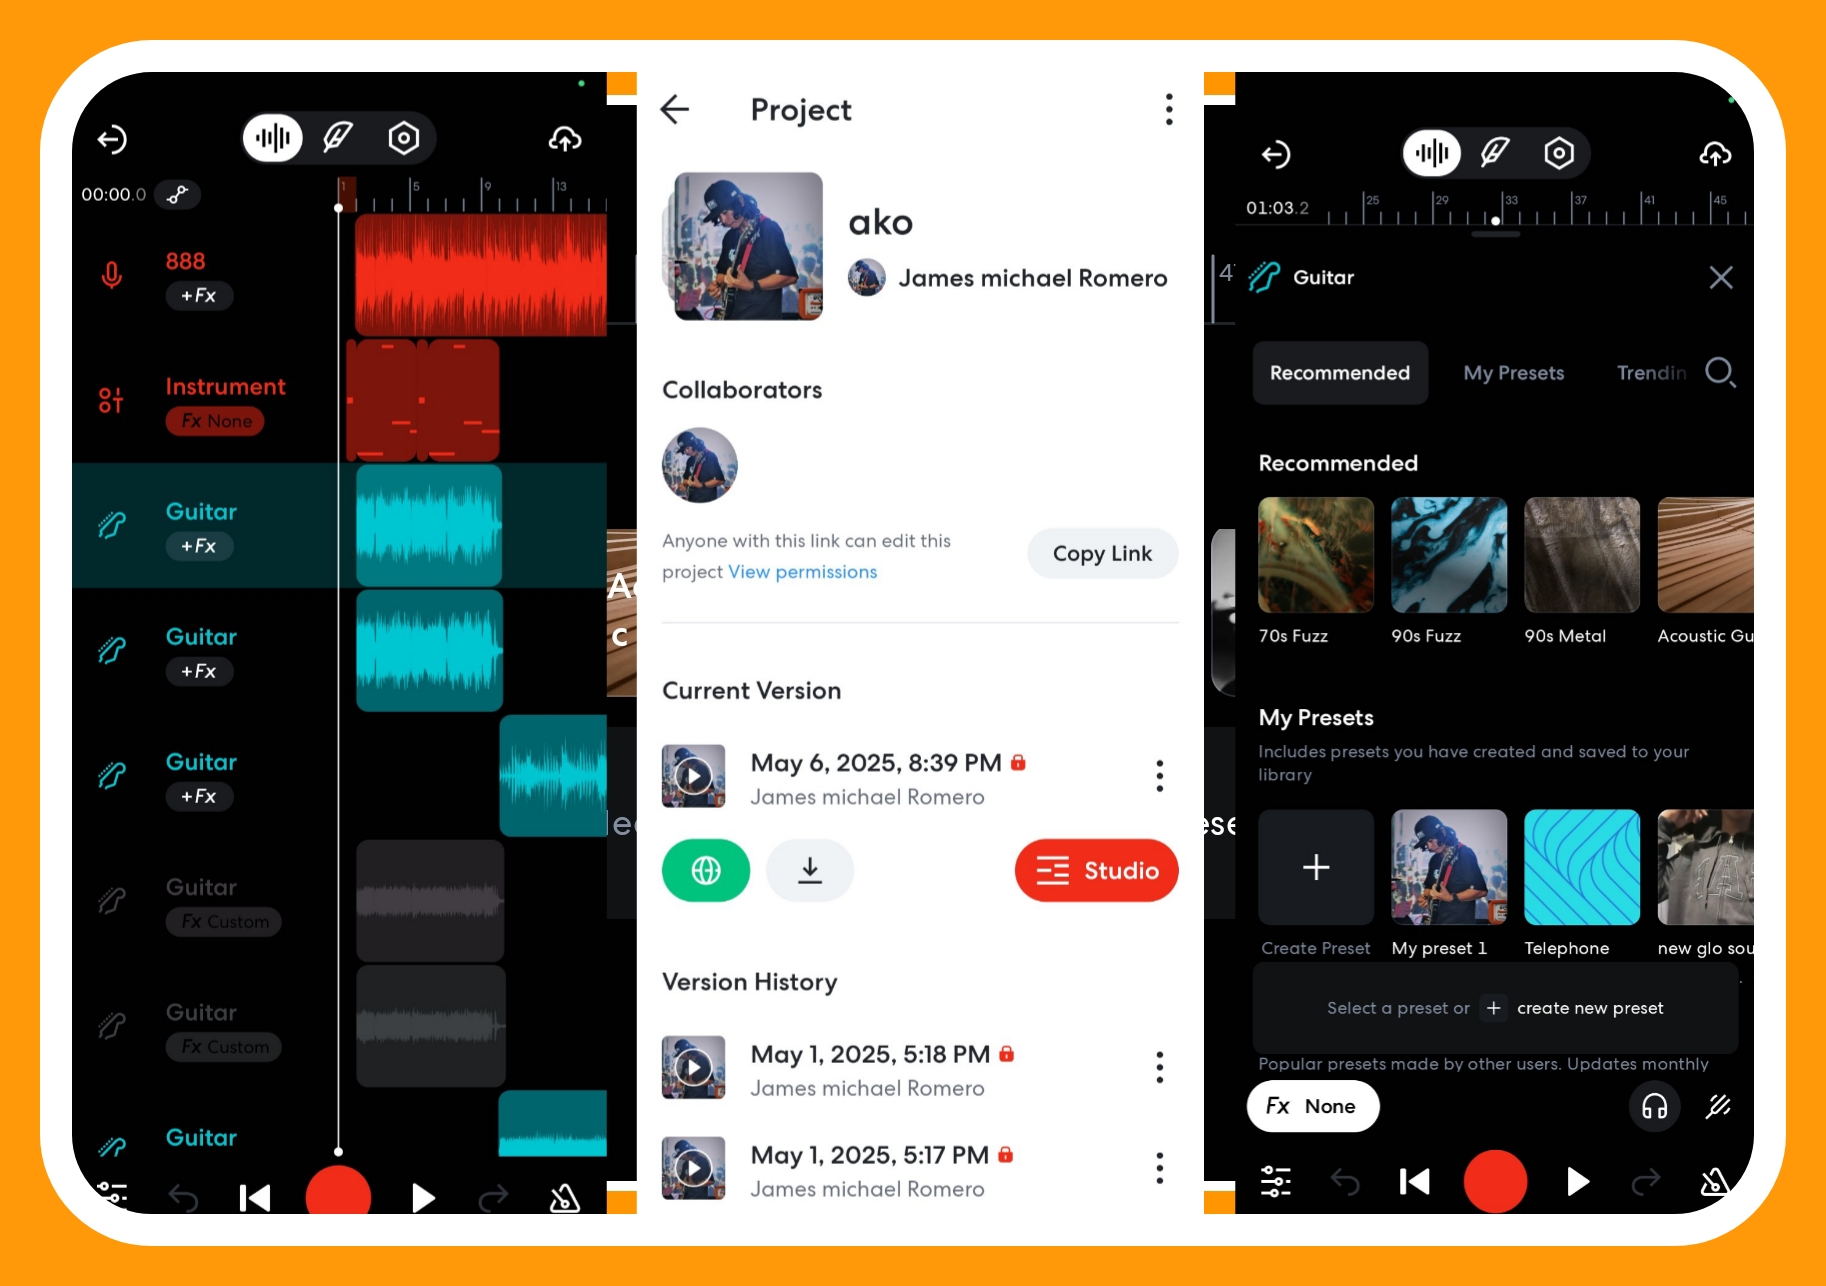 00:00.0
1
5
9
13
888
+Fx
Instrument
Fx None
Guitar
+Fx
Guitar
+Fx
Guitar
+Fx
Guitar
Fx Custom
Guitar
Fx Custom
Guitar
c
Project
ako
James michael Romero
Collaborators
Anyone with this link can edit this
project View permissions
Copy Link
Current Version
May 6, 2025, 8:39 PM
James michael Romero
Studio
Version History
May 1, 2025, 5:18 PM
James michael Romero
May 1, 2025, 5:17 PM
James michael Romero
01:03.2
25
29
33
37
41
45
Guitar
Recommended
My Presets
Trendin
Recommended
70s Fuzz
90s Fuzz
90s Metal
Acoustic Gu
My Presets
Includes presets you have created and saved to your
library
Create Preset
My preset 1
Telephone
new glo sou
Select a preset or + create new preset
Popular presets made by other users. Updates monthly
Fx None